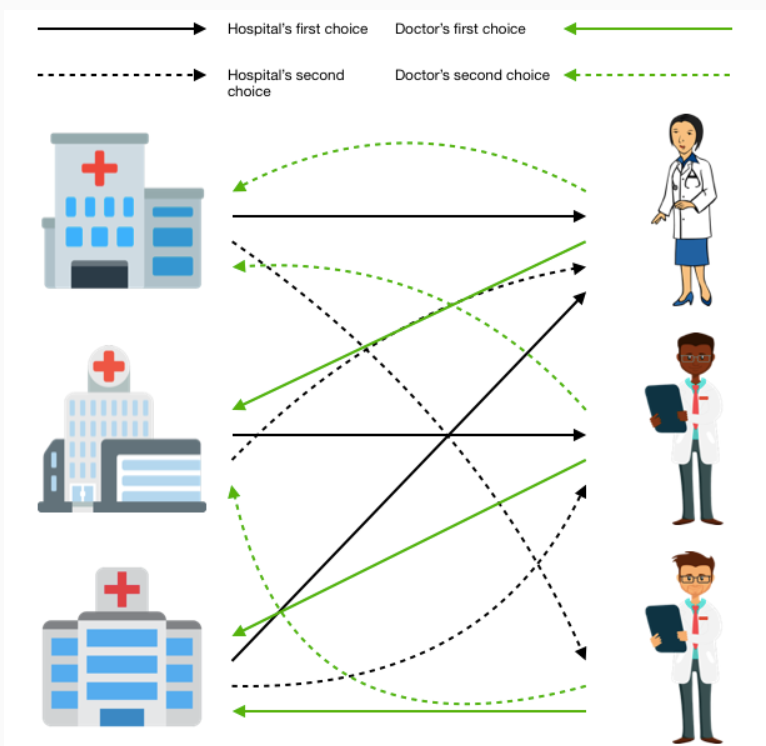 Hospital's first choice
Doctor's first choice
Hospital's second
choice
Doctor's second choice